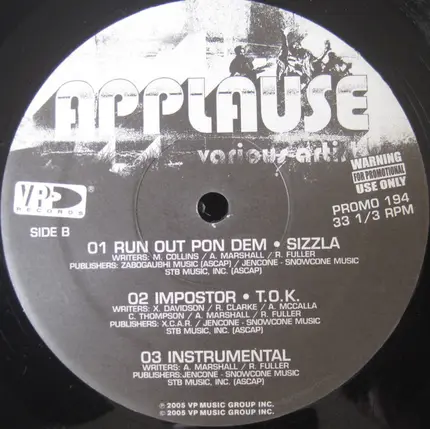 APPLAUSE
various artist
WARNING
FOR PROMOTIONAL
USE ONLY
VP
RECORDS
PROMO 194
33 1/3 RPM
SIDE B
01 RUN OUT PON DEM • SIZZLA
WRITERS: M. COLLINS / A. MARSHALL / R. FULLER
PUBLISHERS: ZABOGAUBHI MUSIC (ASCAP) / JENCONE - SNOWCONE MUSIC
STB MUSIC, INC. (ASCAP)
02 IMPOSTOR • T.O.K.
WRITERS: X. DAVIDSON / R. CLARKE / A. MCCALLA
C. THOMPSON / A. MARSHALL / R. FULLER
PUBLISHERS: X.C.A.R. / JENCONE - SNOWCONE MUSIC
STB MUSIC, INC. (ASCAP)
03 INSTRUMENTAL
WRITERS: A. MARSHALL / R. FULLER
PUBLISHERS:JENCONE - SNOWCONE MUSIC
STB MUSIC, INC. (ASCAP)
℗ 2005 VP MUSIC GROUP INC.
© 2005 VP MUSIC GROUP INC.